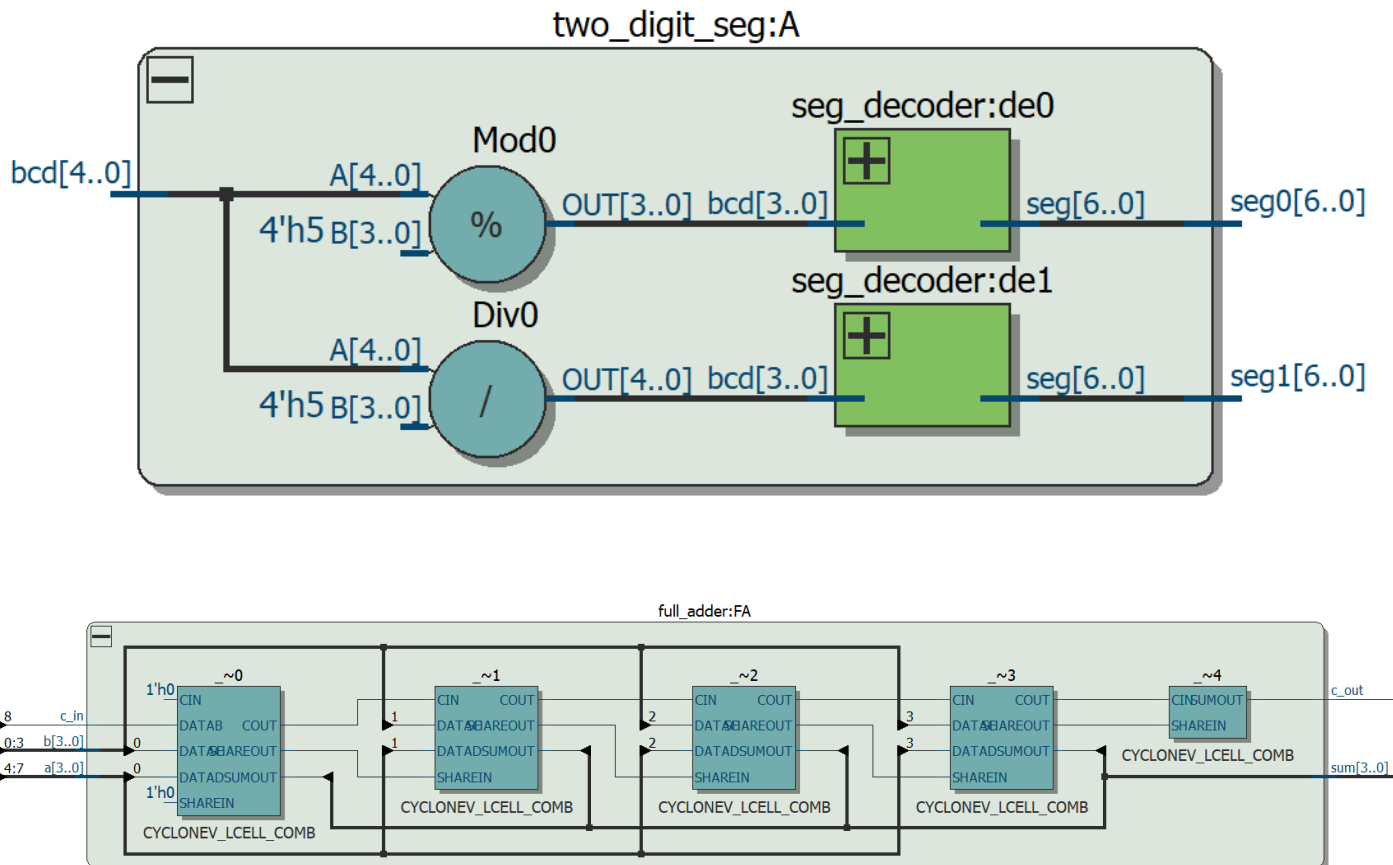 two_digit_seg:A
seg_decoder:de0
Mod0
bcd[4..0]
A[4..0]
%
OUT[3..0] bcd[3..0]
seg[6..0]
seg0[6..0]
4'h5 B[3..0]
seg_decoder:de1
Div0
A[4..0]
/
OUT[4..0] bcd[3..0]
seg[6..0]
seg1[6..0]
4'h5 B[3..0]
full_adder:FA
_~0
_~1
_~2
_~3
_~4
1'h0 CIN
CIN COUT
CIN COUT
CIN COUT
CIN SUMOUT
c_out
8 c_in
DATAB COUT
1
SHAREOUT
2
SHAREOUT
3
SHAREOUT
SHAREIN
0:3 b[3..0] 0
SHAREOUT
1
SUMOUT
2
SUMOUT
3
SUMOUT
CYCLONEV_LCELL_COMB
4:7 a[3..0] 0
SUMOUT
SHAREIN
SHAREIN
SHAREIN
sum[3..0]
1'h0 SHAREIN
CYCLONEV_LCELL_COMB
CYCLONEV_LCELL_COMB
CYCLONEV_LCELL_COMB
CYCLONEV_LCELL_COMB